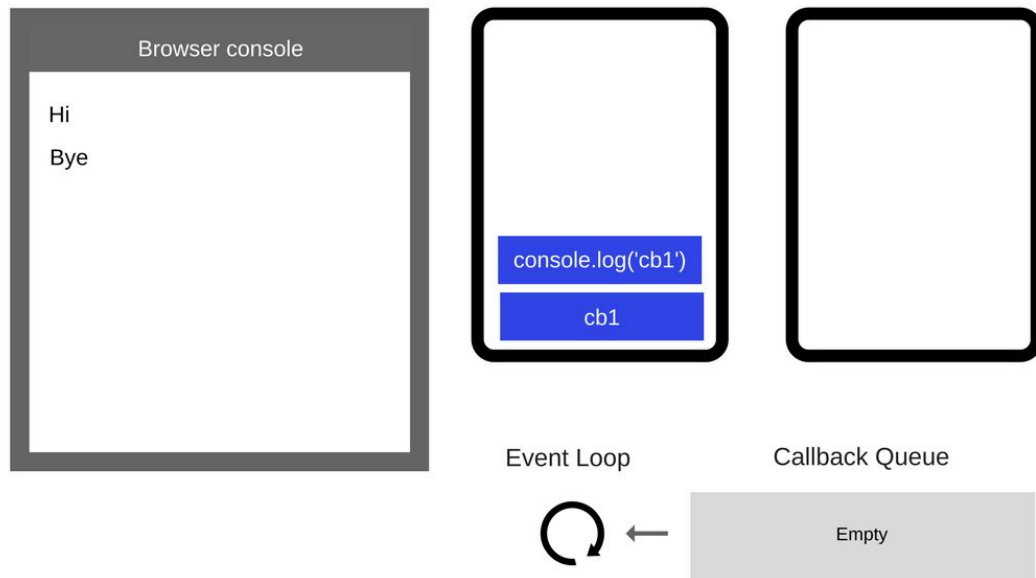 Browser console
Hi
Bye
console.log('cb1')
cb1
Event Loop
Callback Queue
Empty